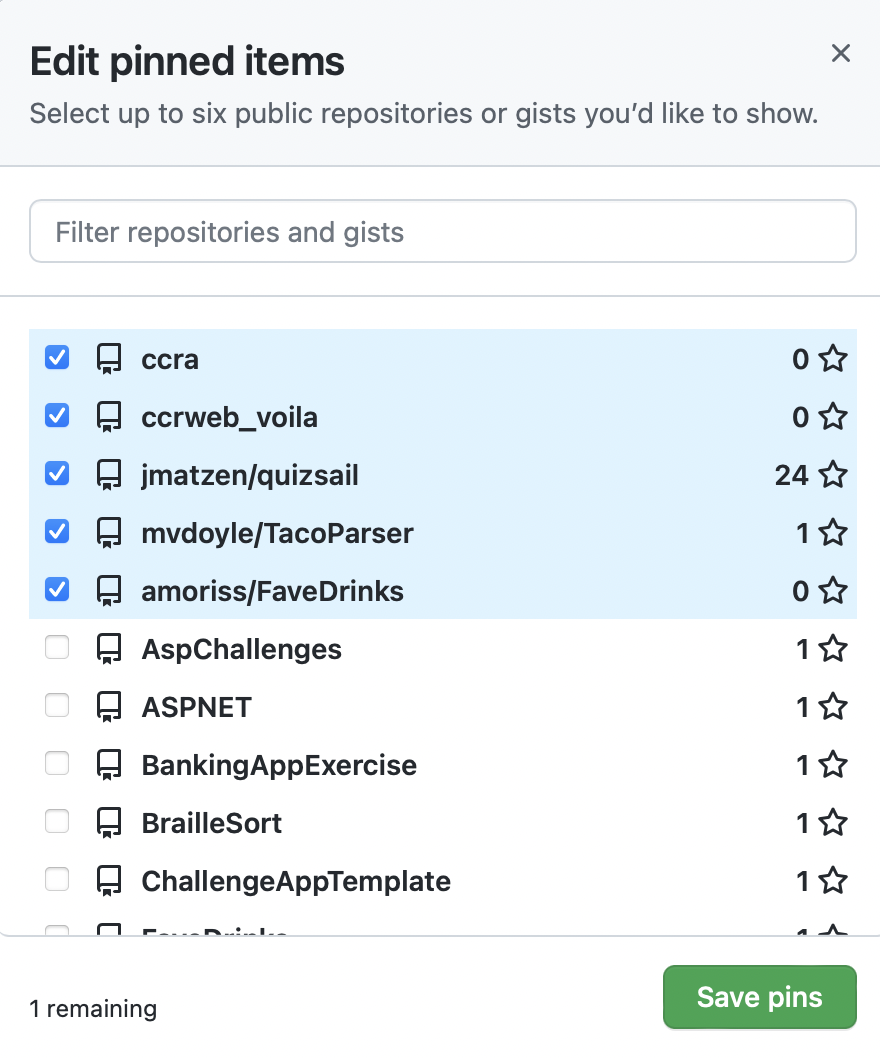 Edit pinned items
Select up to six public repositories or gists you’d like to show.
Filter repositories and gists
ccra 0
ccrweb_voila 0
jmatzen/quizsail 24
mvdoyle/TacoParser 1
amoriss/FaveDrinks 0
AspChallenges 1
ASPNET 1
BankingAppExercise 1
BrailleSort 1
ChallengeAppTemplate 1
FaveDrinks 1
1 remaining
Save pins